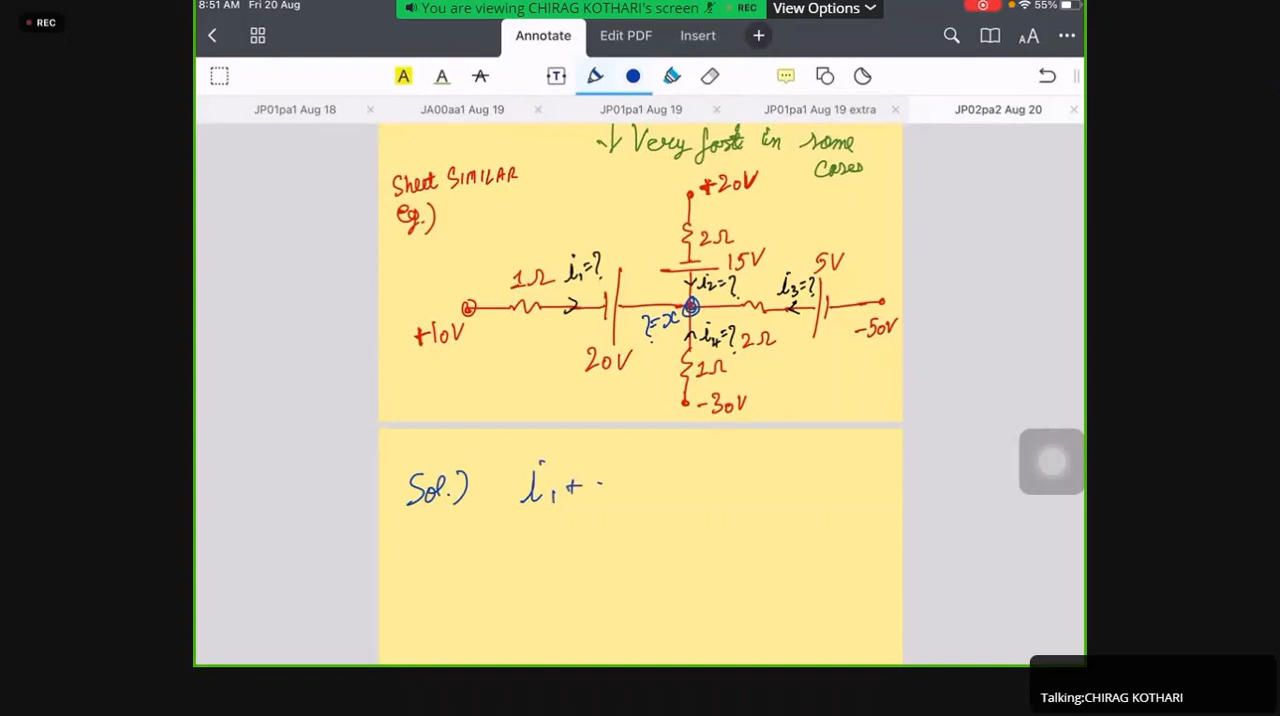 8:51 AM Fri 20 Aug
You are viewing CHIRAG KOTHARI's screen
REC
View Options
55%
REC
Annotate
Edit PDF
Insert
+
AA
A A A T
JP01pa1 Aug 18
JA00aa1 Aug 19
JP01pa1 Aug 19
JP01pa1 Aug 19 extra
JP02pa2 Aug 20
↓ Very fast in some
cases
Sheet SIMILAR
eg.)
+20V
2Ω
15V
i₂=?
1Ω
i₁=?
+10V
20V
?=x
i₃=?
5V
2Ω
-50V
i₄=?
1Ω
-30V
Sol.) i₁ +
Talking:CHIRAG KOTHARI